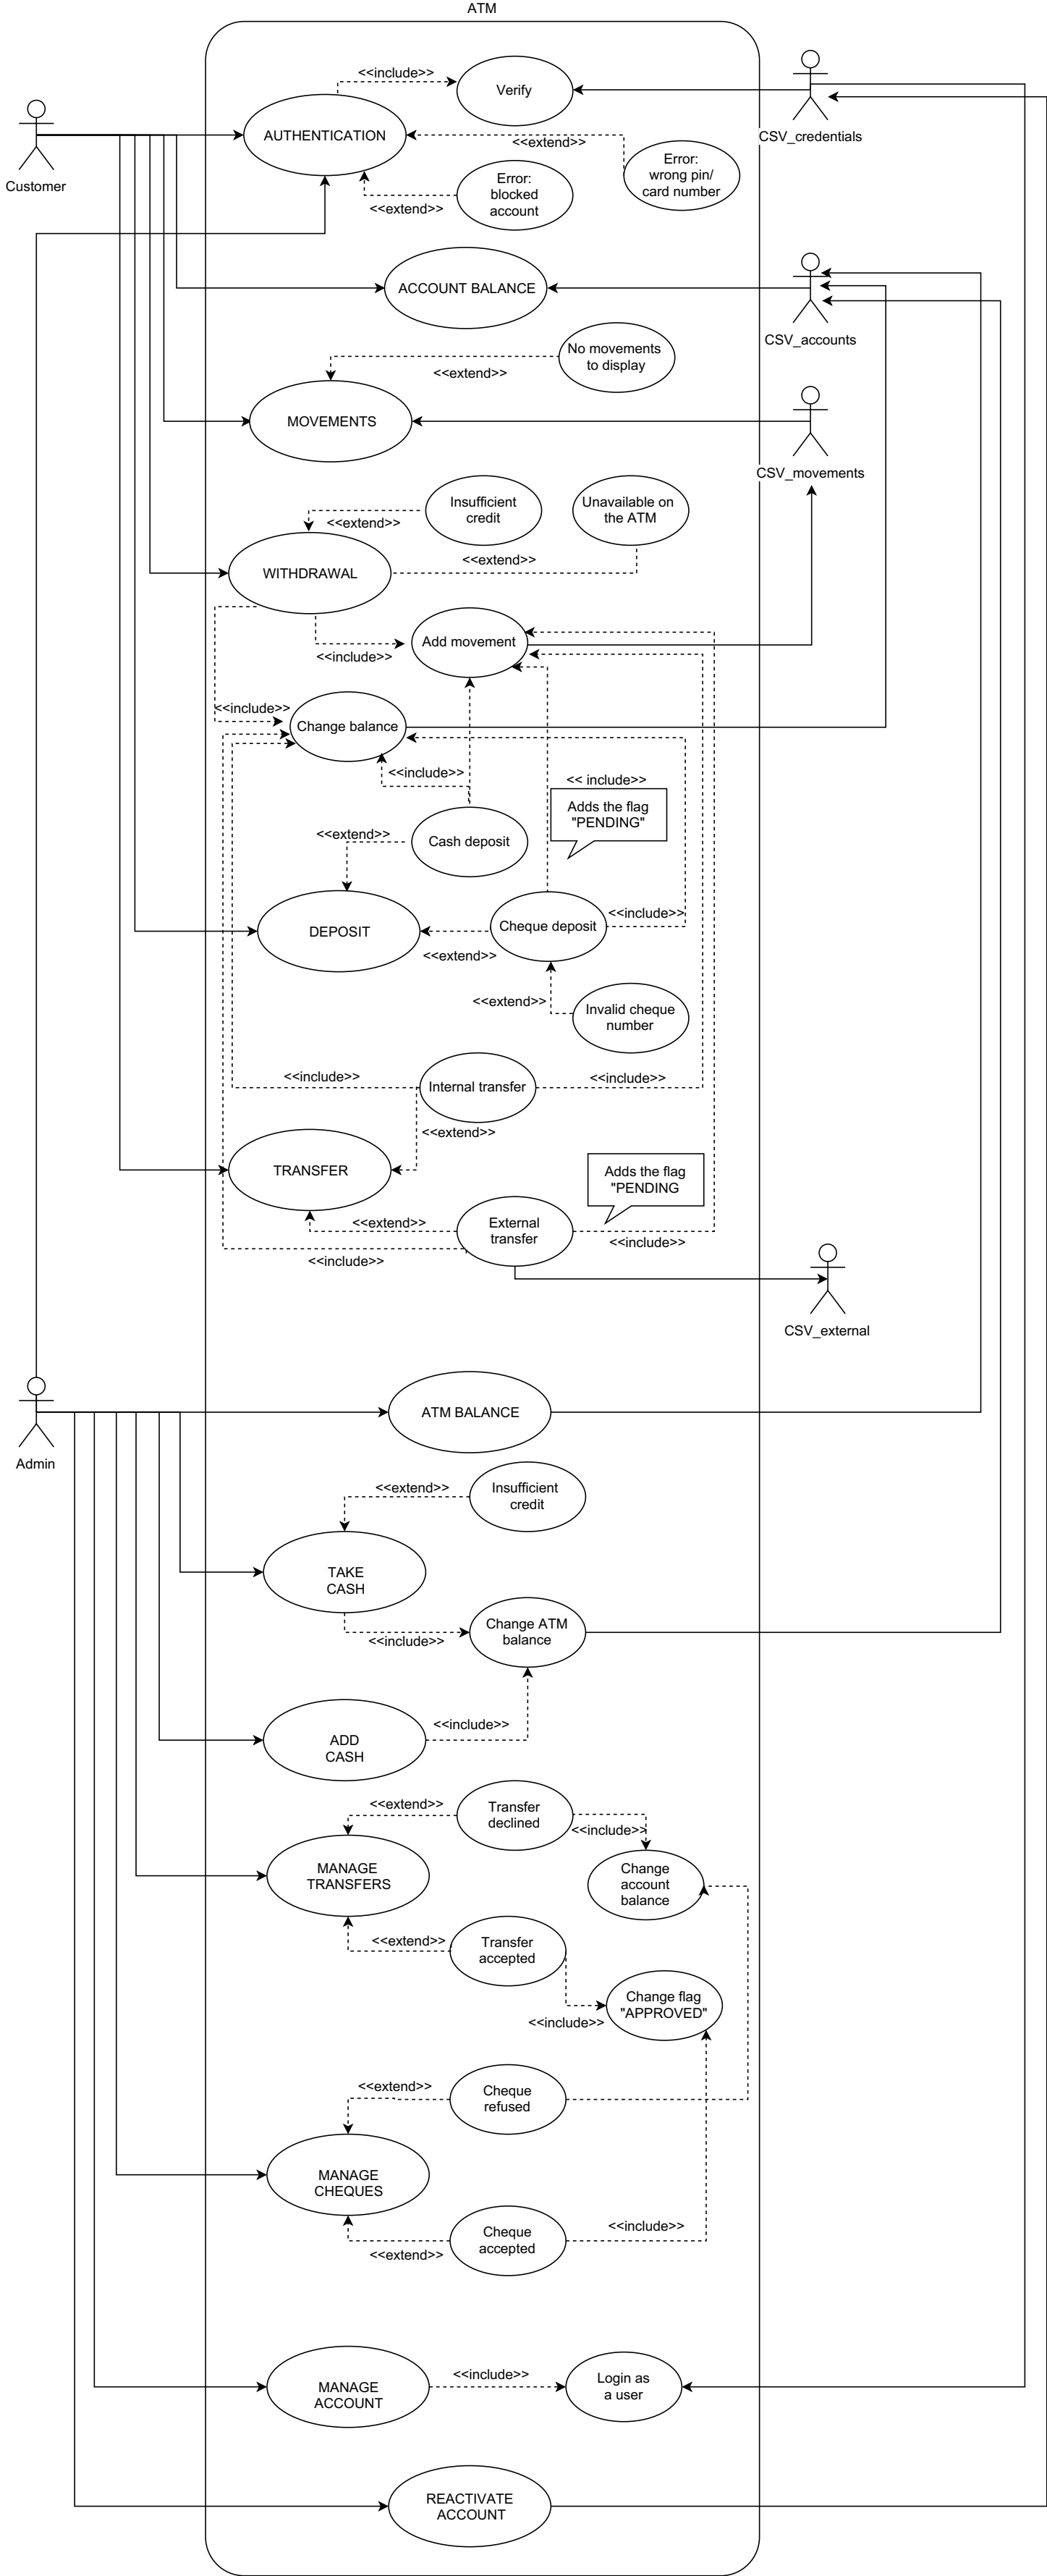 ATM
<<include>>
Verify
AUTHENTICATION
<<extend>>
CSV_credentials
Customer
Error:
wrong pin/
card number
Error:
blocked
account
<<extend>>
ACCOUNT BALANCE
CSV_accounts
No movements
to display
<<extend>>
MOVEMENTS
CSV_movements
Insufficient
credit
Unavailable on
the ATM
<<extend>>
<<extend>>
WITHDRAWAL
Add movement
<<include>>
<<include>>
Change balance
<<include>>
<< include>>
Adds the flag
"PENDING"
<<extend>>
Cash deposit
<<include>>
DEPOSIT
Cheque deposit
<<extend>>
<<extend>>
Invalid cheque
number
<<include>>
Internal transfer
<<include>>
<<extend>>
TRANSFER
Adds the flag
"PENDING
<<extend>>
External
transfer
<<include>>
<<include>>
CSV_external
ATM BALANCE
Admin
<<extend>>
Insufficient
credit
TAKE
CASH
Change ATM
balance
<<include>>
<<include>>
ADD
CASH
<<extend>>
Transfer
declined
<<include>>
MANAGE
TRANSFERS
Change
account
balance
<<extend>>
Transfer
accepted
Change flag
"APPROVED"
<<include>>
<<extend>>
Cheque
refused
MANAGE
CHEQUES
<<include>>
Cheque
accepted
<<extend>>
<<include>>
MANAGE
ACCOUNT
Login as
a user
REACTIVATE
ACCOUNT